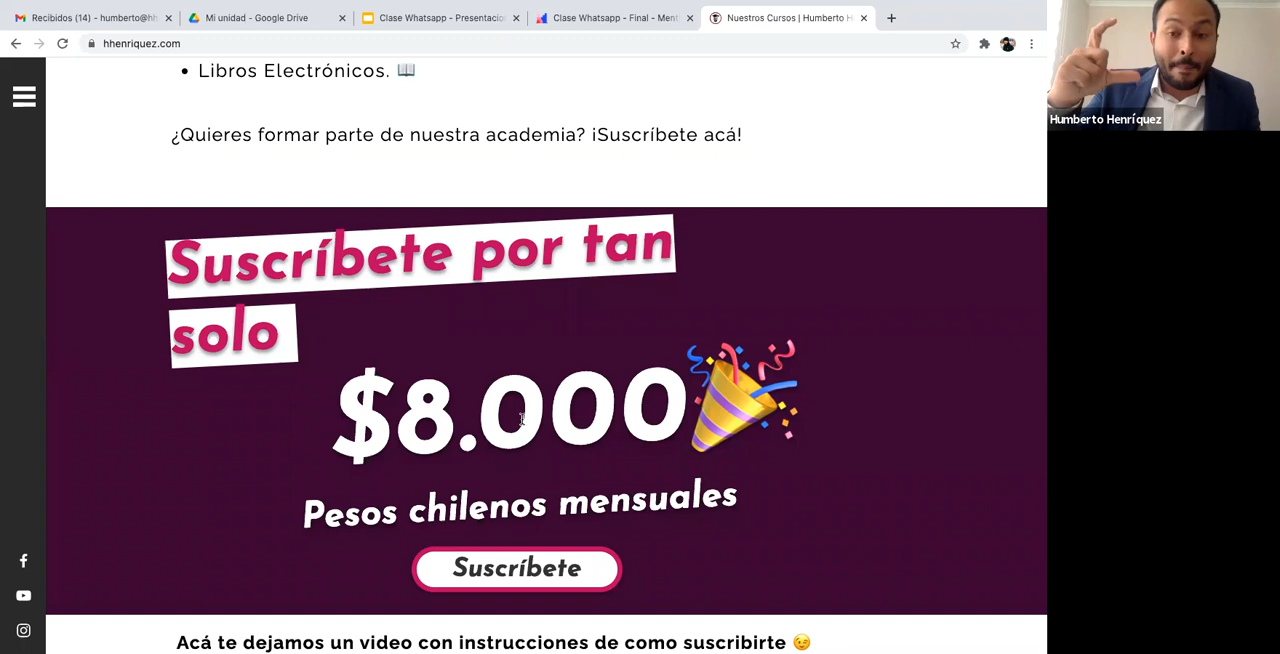 Recibidos (14) - humberto@hh
Mi unidad - Google Drive
Clase Whatsapp - Presentacio
Clase Whatsapp - Final - Ment
Nuestros Cursos | Humberto H
hhenriquez.com
Humberto Henríquez
• Libros Electrónicos. 📖
¿Quieres formar parte de nuestra academia? ¡Suscríbete acá!
Suscríbete por tan
solo
$8.000🎉
Pesos chilenos mensuales
Suscríbete
Acá te dejamos un video con instrucciones de como suscribirte 😉